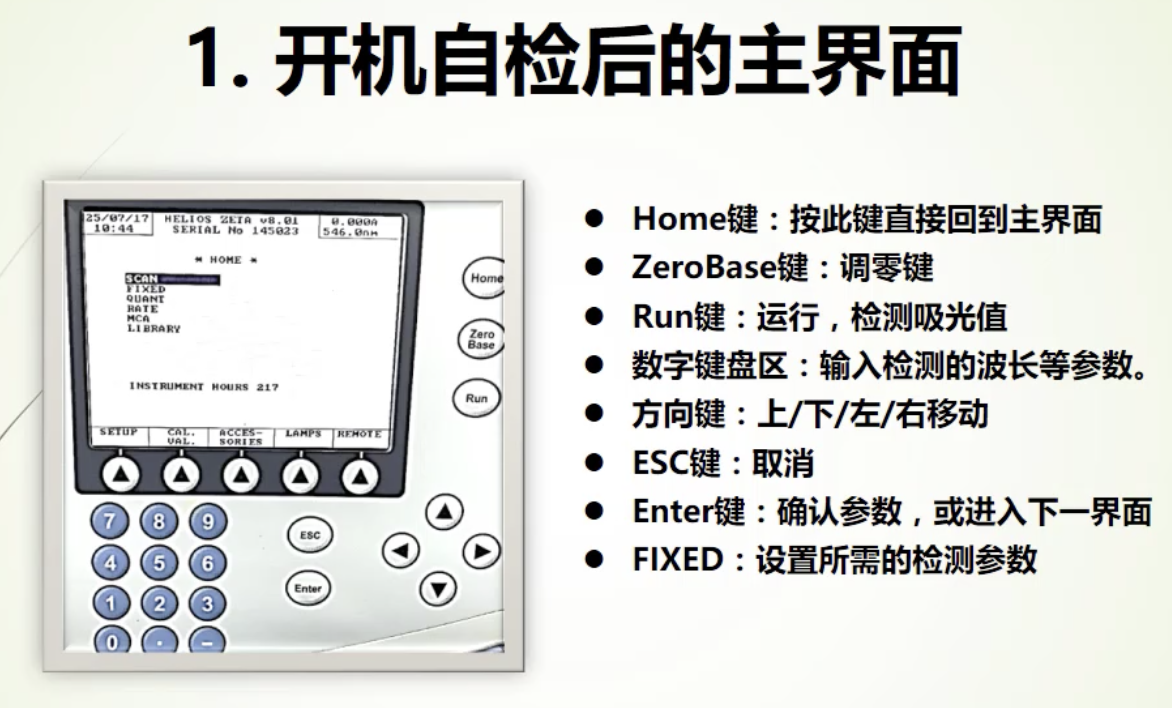 1. 开机自检后的主界面
25/07/17 HELIOS ZETA v8.01 0.000A
10:44 SERIAL No 145023 546.0nm
* HOME *
SCAN
FIXED
QUANT
RATE
MCA
LIBRARY
INSTRUMENT HOURS 217
SETUP CAL. VAL. ACCES-SORIES LAMPS REMOTE
Home
Zero
Base
Run
7 8 9
4 5 6
1 2 3
0 . -
ESC
Enter
● Home键：按此键直接回到主界面
● ZeroBase键：调零键
● Run键：运行，检测吸光值
● 数字键盘区：输入检测的波长等参数。
● 方向键：上/下/左/右移动
● ESC键：取消
● Enter键：确认参数，或进入下一界面
● FIXED：设置所需的检测参数